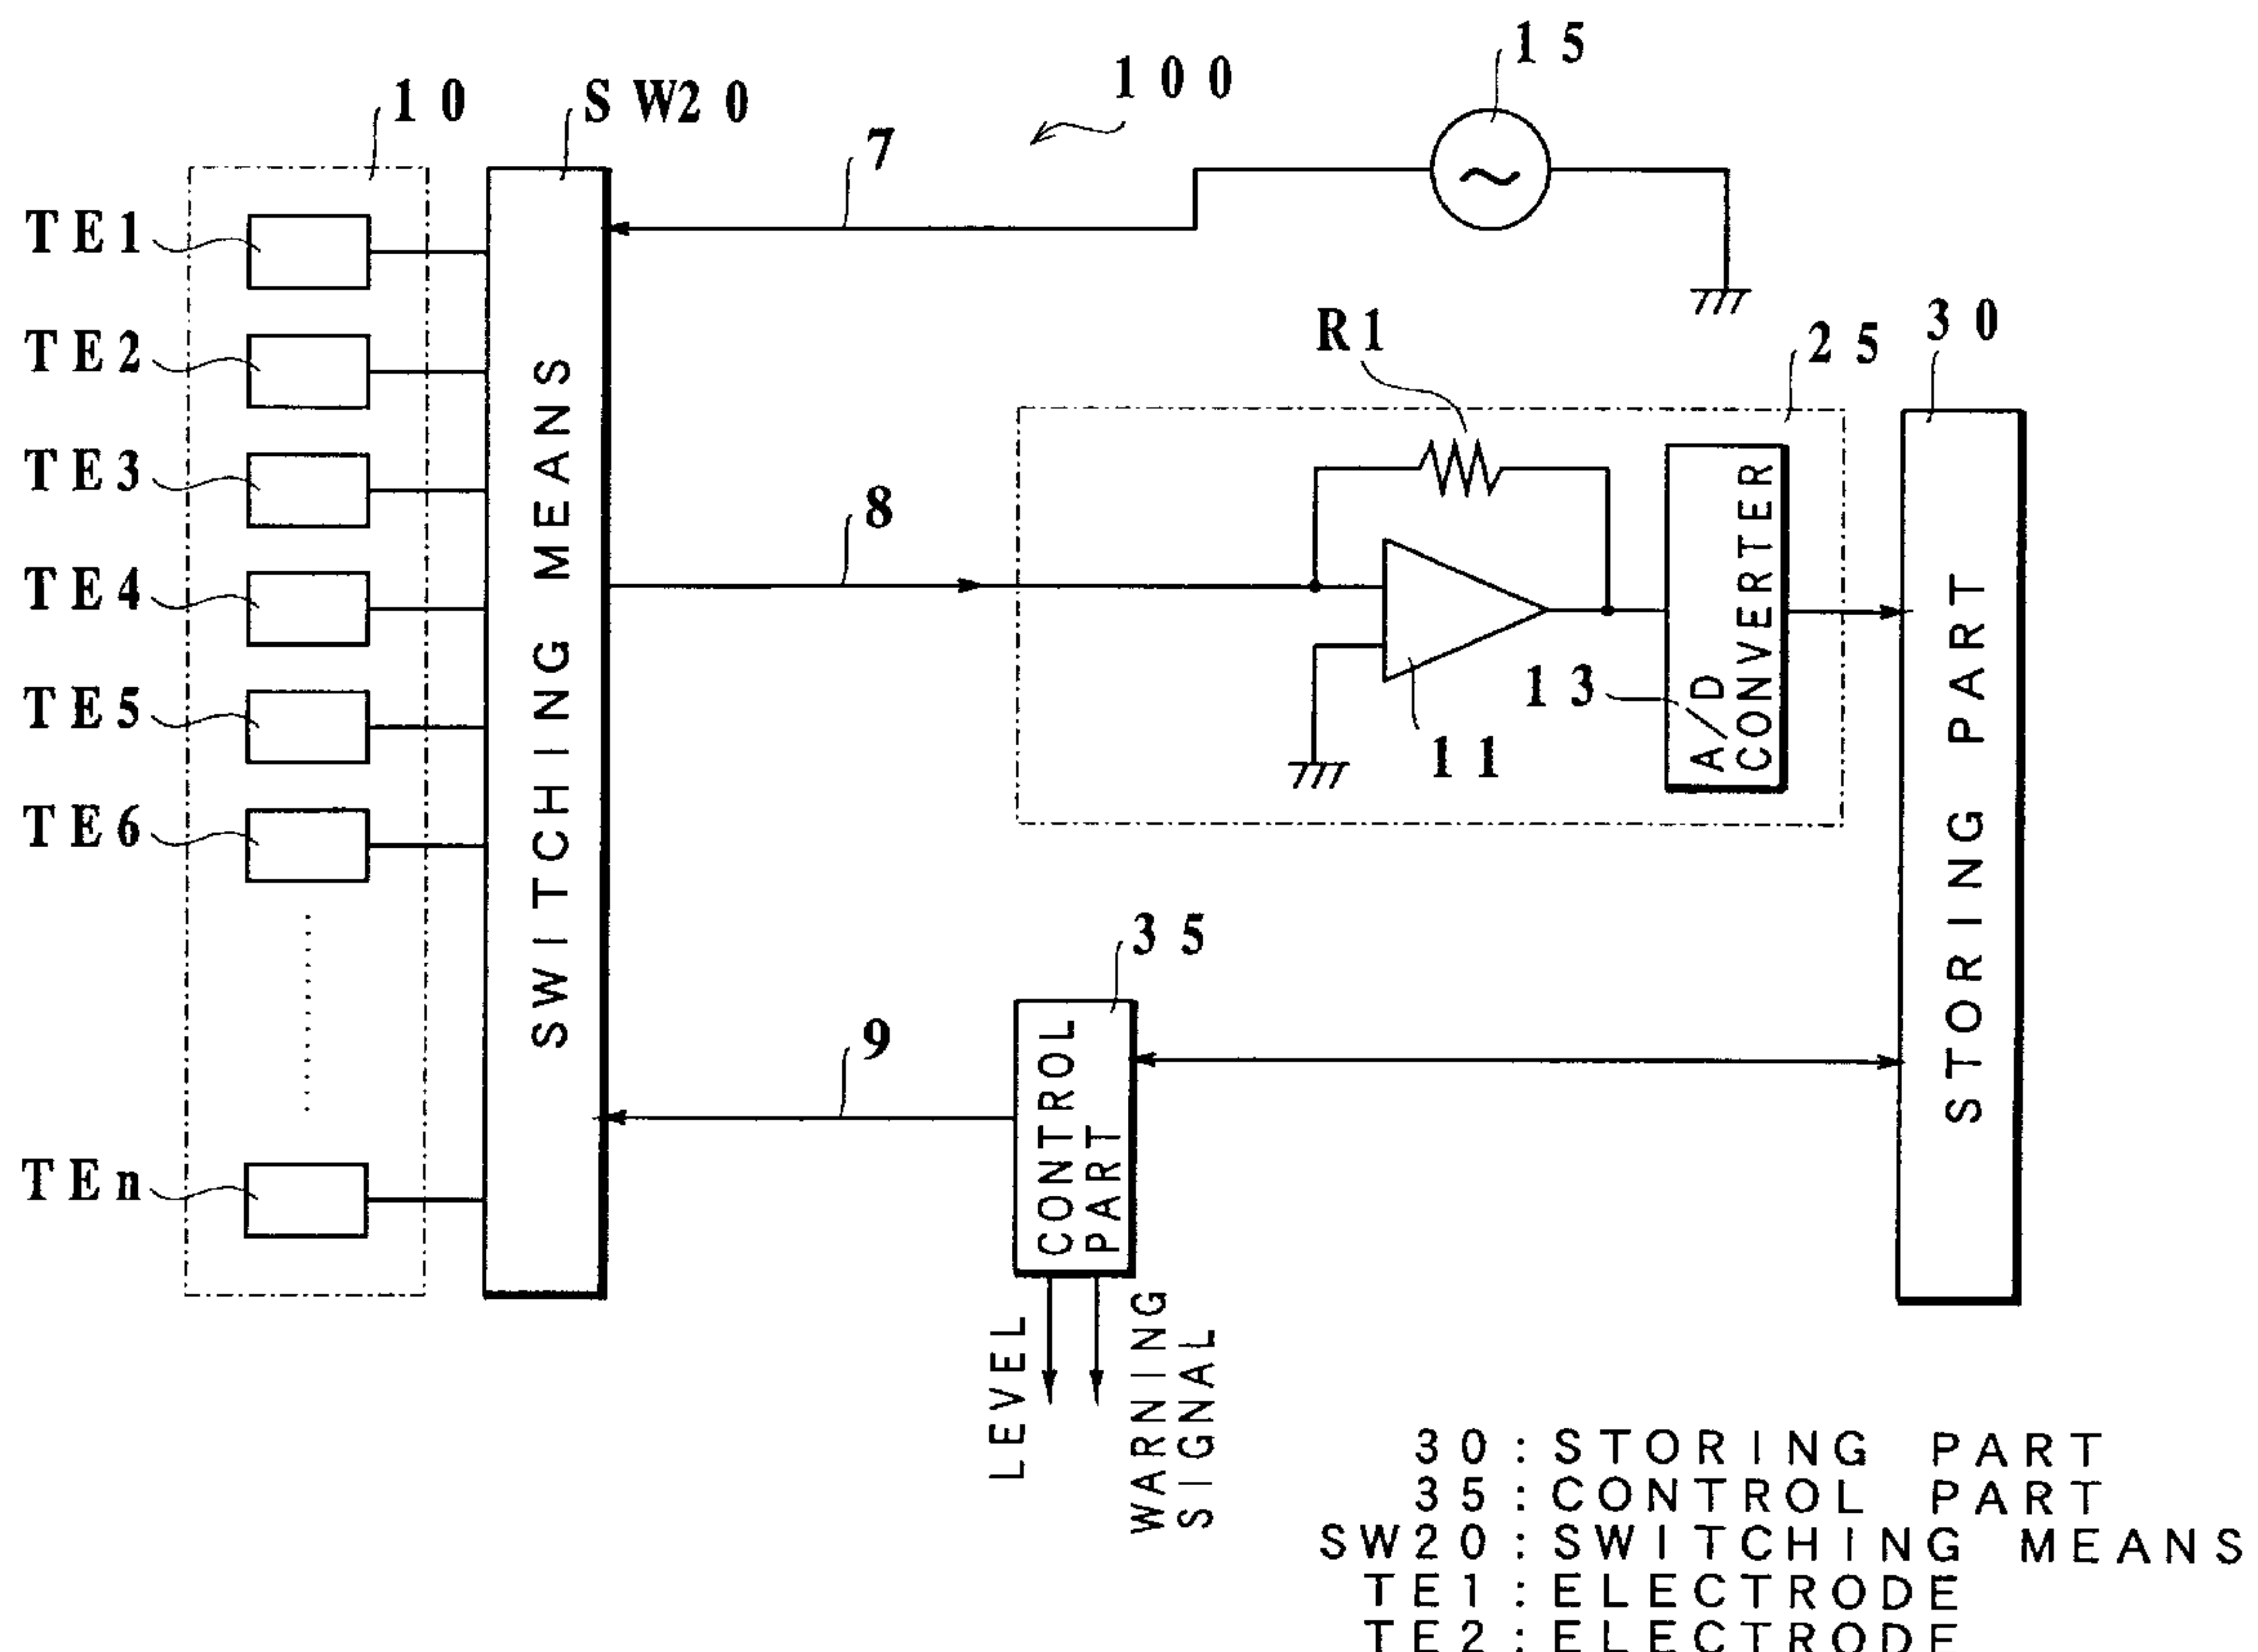 15
100
10
SW20
7
TE1
30
R1
25
TE2
TE3
8
SWITCHING MEANS
TE4
A/D
CONVERTER
STORING PART
13
TE5
11
TE6
35
9
CONTROL
PART
TEn
LEVEL
WARNING
SIGNAL
30:STORING PART
35:CONTROL PART
SW20:SWITCHING MEANS
TE1:ELECTRODE
TE2:ELECTRODE